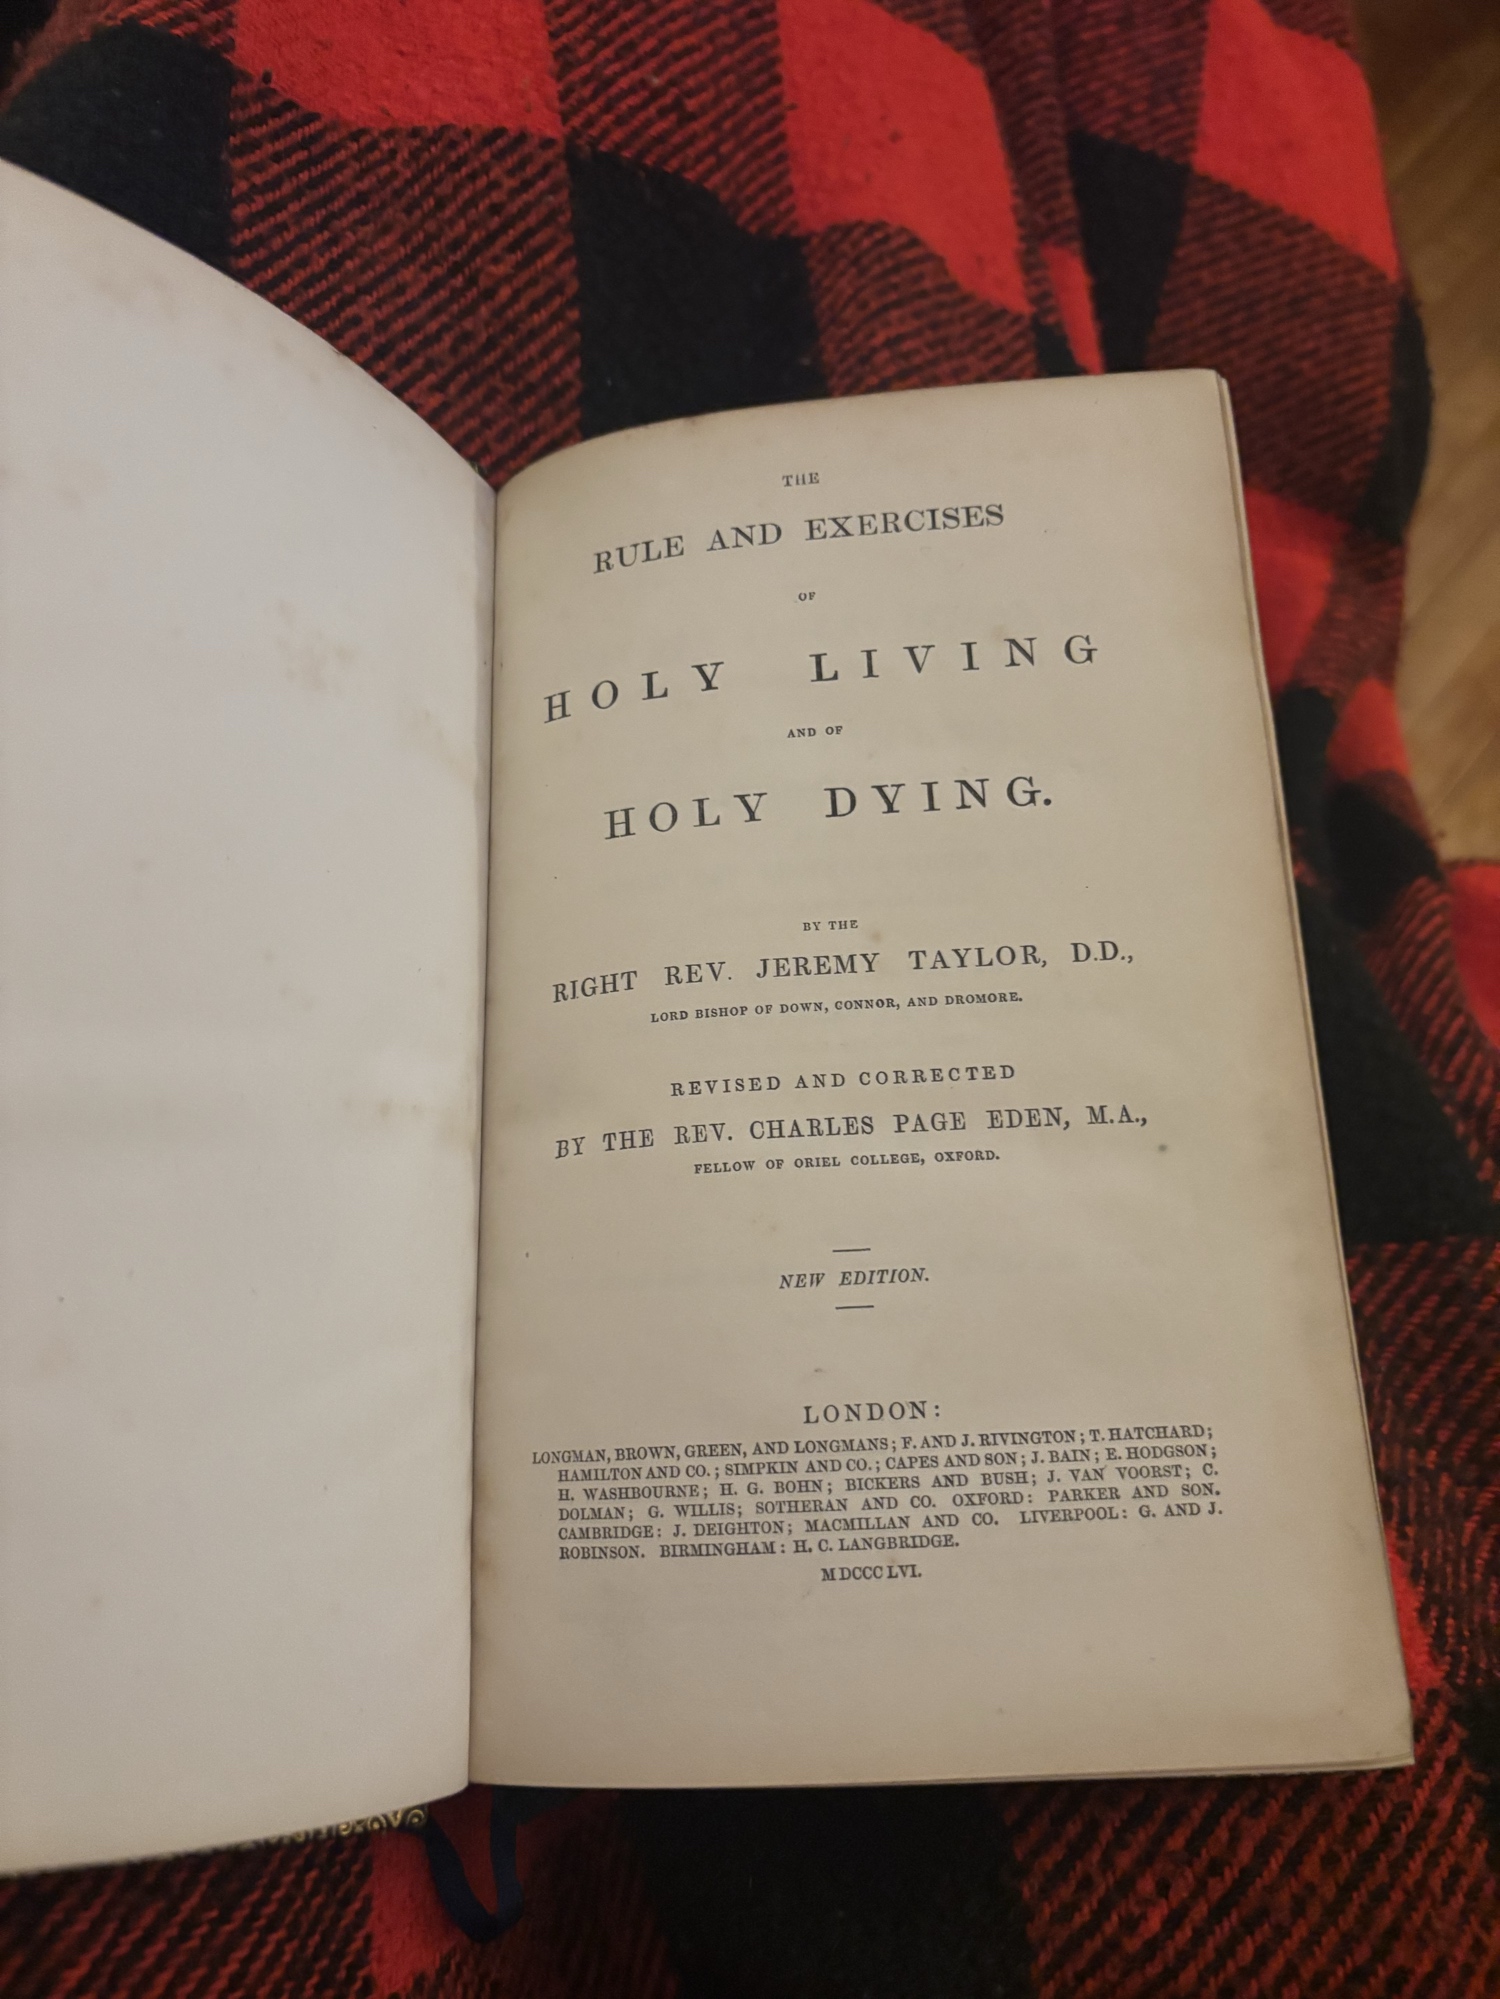 THE
RULE AND EXERCISES
OF
HOLY LIVING
AND OF
HOLY DYING.
BY THE
RIGHT REV. JEREMY TAYLOR, D.D.,
LORD BISHOP OF DOWN, CONNOR, AND DROMORE.
REVISED AND CORRECTED
BY THE REV. CHARLES PAGE EDEN, M.A.,
FELLOW OF ORIEL COLLEGE, OXFORD.
NEW EDITION.
LONDON:
LONGMAN, BROWN, GREEN, AND LONGMANS; F. AND J. RIVINGTON; T. HATCHARD;
HAMILTON AND CO.; SIMPKIN AND CO.; CAPES AND SON; J. BAIN; E. HODGSON;
H. WASHBOURNE; H. G. BOHN; BICKERS AND BUSH; J. VAN VOORST; C.
DOLMAN; G. WILLIS; SOTHERAN AND CO. OXFORD: PARKER AND SON.
CAMBRIDGE: J. DEIGHTON; MACMILLAN AND CO. LIVERPOOL: G. AND J.
ROBINSON. BIRMINGHAM: H. C. LANGBRIDGE.
MDCCCLVI.